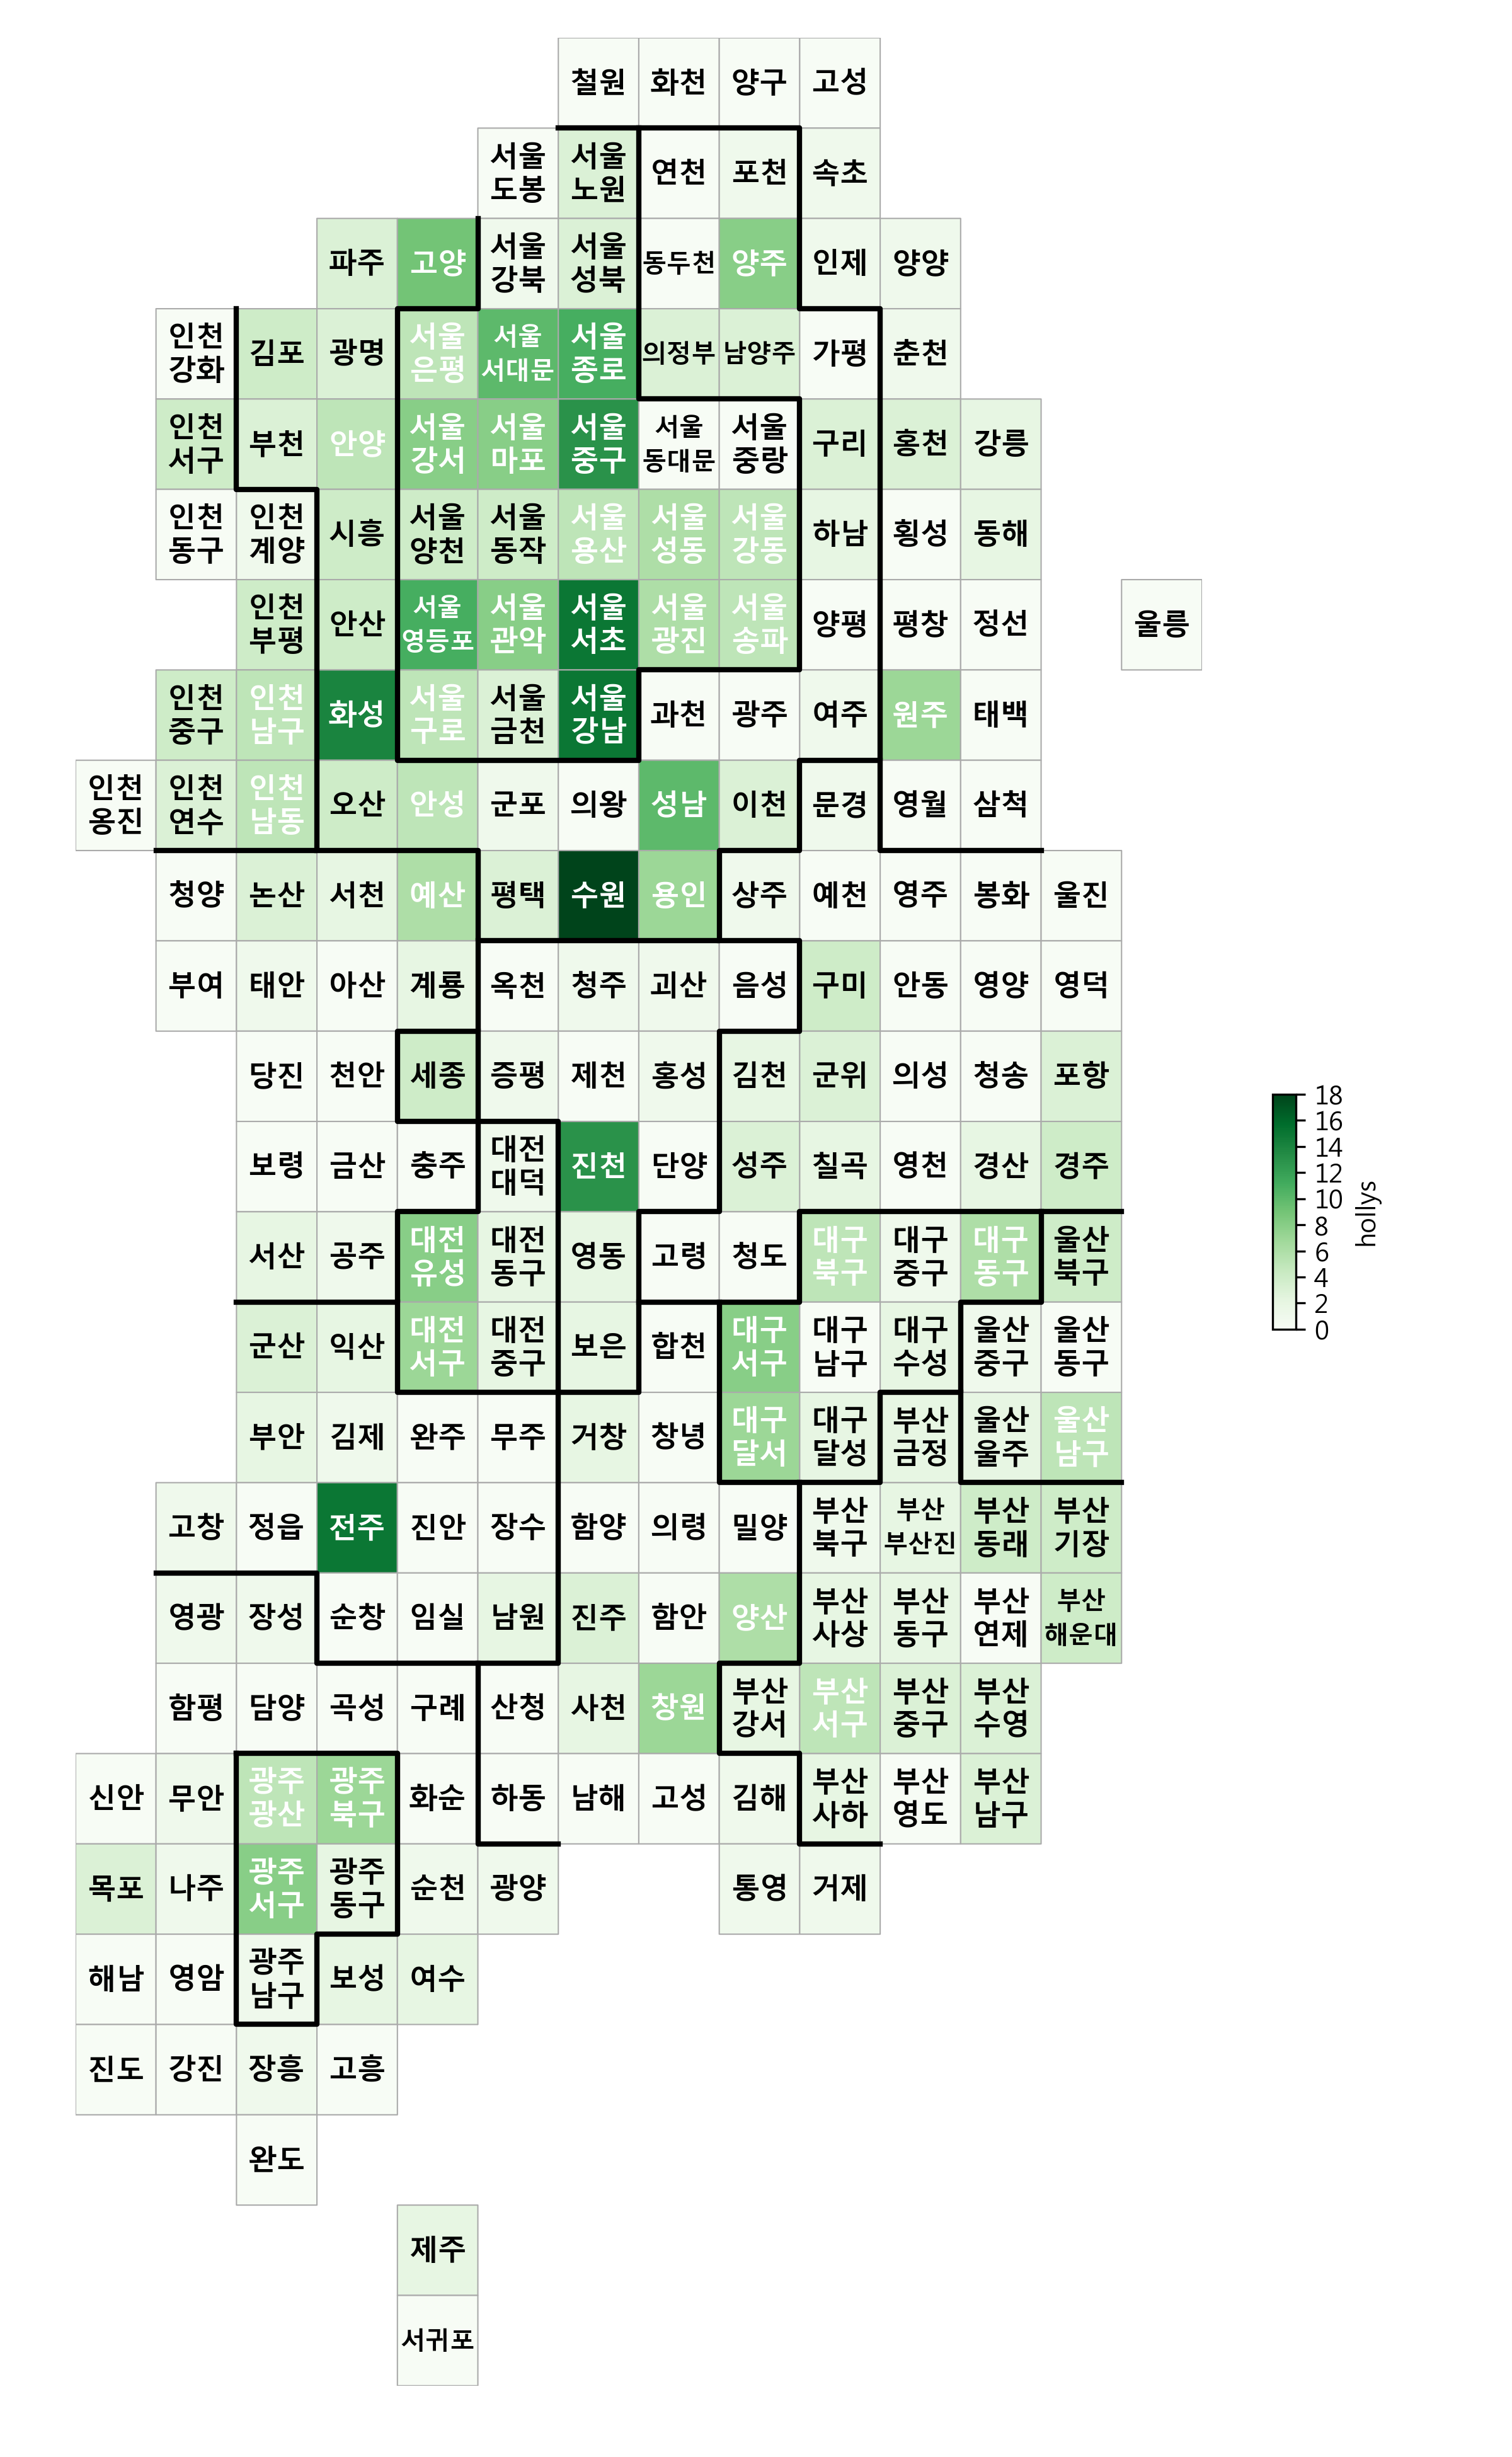 철원 화천 양구 고성
서울 서울
도봉 노원 연천 포천 속초
파주 고양 서울 서울 동두천 양주 인제 양양
강북 성북
인천 김포 광명 서울 서울 서울 의정부 남양주 가평 춘천
강화 은평 서대문 종로
인천 부천 안양 서울 서울 서울 서울 서울 구리 홍천 강릉
서구 강서 마포 중구 동대문 중랑
인천 인천 시흥 서울 서울 서울 서울 서울 하남 횡성 동해
동구 계양 양천 동작 용산 성동 강동
인천 안산 서울 서울 서울 서울 서울 양평 평창 정선 울릉
부평 영등포 관악 서초 광진 송파
인천 인천 화성 서울 서울 서울 과천 광주 여주 원주 태백
중구 남구 구로 금천 강남
인천 인천 인천 오산 안성 군포 의왕 성남 이천 문경 영월 삼척
옹진 연수 남동
청양 논산 서천 예산 평택 수원 용인 상주 예천 영주 봉화 울진
부여 태안 아산 계룡 옥천 청주 괴산 음성 구미 안동 영양 영덕
당진 천안 세종 증평 제천 홍성 김천 군위 의성 청송 포항
보령 금산 충주 대전 진천 단양 성주 칠곡 영천 경산 경주
대덕
서산 공주 대전 대전 영동 고령 청도 대구 대구 대구 울산
유성 동구 북구 중구 동구 북구
군산 익산 대전 대전 보은 합천 대구 대구 대구 울산 울산
서구 중구 서구 남구 수성 중구 동구
부안 김제 완주 무주 거창 창녕 대구 대구 부산 울산 울산
달서 달성 금정 울주 남구
고창 정읍 전주 진안 장수 함양 의령 밀양 부산 부산 부산 부산
북구 부산진 동래 기장
영광 장성 순창 임실 남원 진주 함안 양산 부산 부산 부산 부산
사상 동구 연제 해운대
함평 담양 곡성 구례 산청 사천 창원 부산 부산 부산 부산
강서 서구 중구 수영
신안 무안 광주 광주 화순 하동 남해 고성 김해 부산 부산 부산
광산 북구 사하 영도 남구
목포 나주 광주 광주 순천 광양 통영 거제
서구 동구
해남 영암 광주 보성 여수
남구
진도 강진 장흥 고흥
완도
제주
서귀포
18
16
14
12
10
8
6
4
2
0
hollys